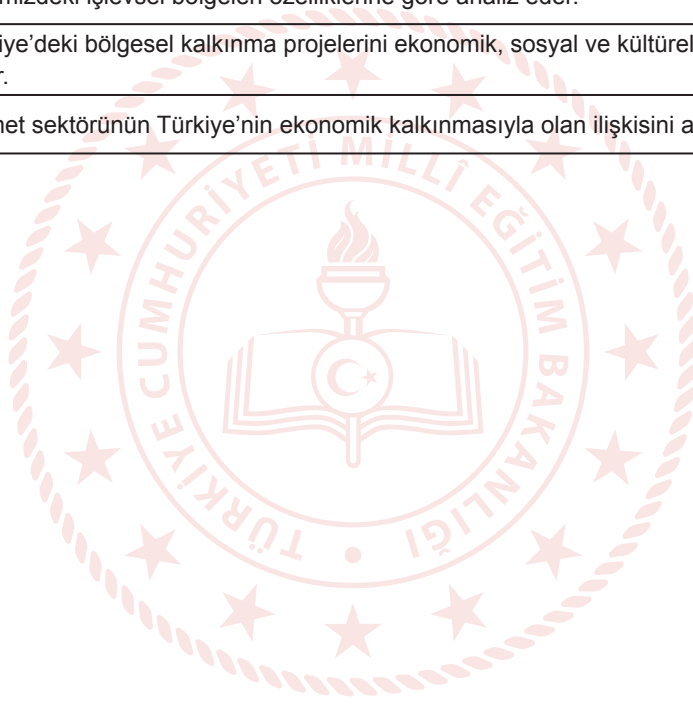 mizdeki işlevsel bölgeleri özelliklerine göre analiz eder.
iye’deki bölgesel kalkınma projelerini ekonomik, sosyal ve kültürel
r.
met sektörünün Türkiye’nin ekonomik kalkınmasıyla olan ilişkisini a
TÜRKİYE CUMHURİYETİ MİLLÎ EĞİTİM BAKANLIĞI